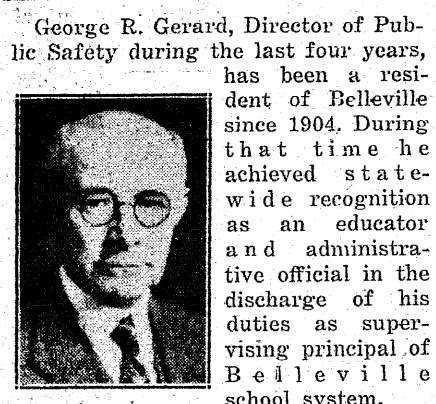 George R. Gerard, Director of Pub-
lic Safety during the last four years,
has been a resi-
dent of Belleville
since 1904. During
that time he
achieved state-
wide recognition
as an educator
and administra-
tive official in the
discharge of his
duties as super-
vising principal of
Belleville
school system.